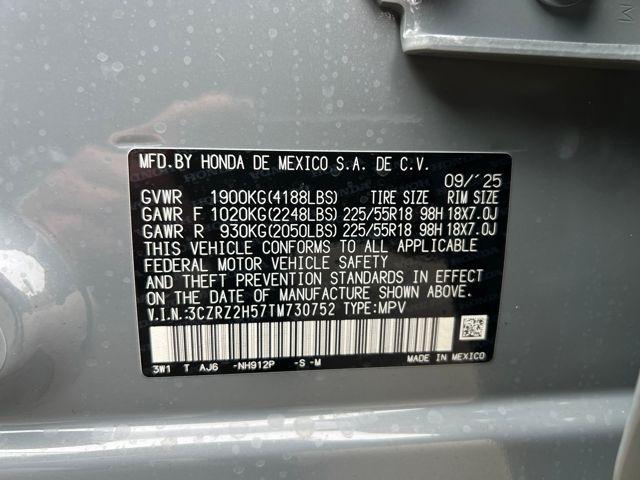 MFD.BY HONDA DE MEXICO S.A. DE C.V.
09/'25
GVWR 1900KG(4188LBS) TIRE SIZE RIM SIZE
GAWR F 1020KG(2248LBS) 225/55R18 98H 18X7.0J
GAWR R 930KG(2050LBS) 225/55R18 98H 18X7.0J
THIS VEHICLE CONFORMS TO ALL APPLICABLE
FEDERAL MOTOR VEHICLE SAFETY
AND THEFT PREVENTION STANDARDS IN EFFECT
ON THE DATE OF MANUFACTURE SHOWN ABOVE.
V.I.N.:3CZRZ2H57TM730752 TYPE:MPV
3W1 T AJ6 -NH912P -S -M MADE IN MEXICO